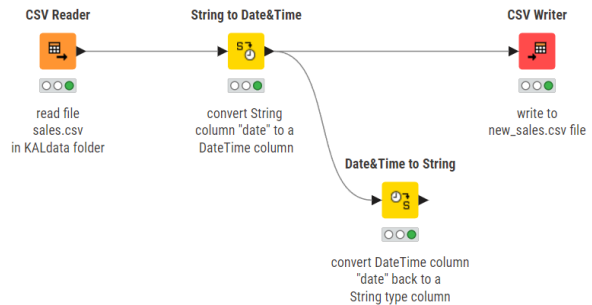 CSV Reader
read file
sales.csv
in KALdata folder
String to Date&Time
S
convert String
column "date" to a
DateTime column
CSV Writer
write to
new_sales.csv file
Date&Time to String
S
convert DateTime column
"date" back to a
String type column